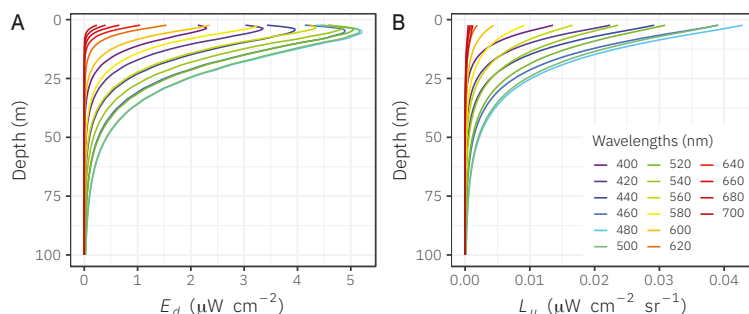 A
B
0
25
50
75
100
Depth (m)
0 1 2 3 4 5
E_d (µW cm⁻²)
0
25
50
75
100
Depth (m)
0.00 0.01 0.02 0.03 0.04
L_u (µW cm⁻² sr⁻¹)
Wavelengths (nm)
400 520 640
420 540 660
440 560 680
460 580 700
480 600
500 620